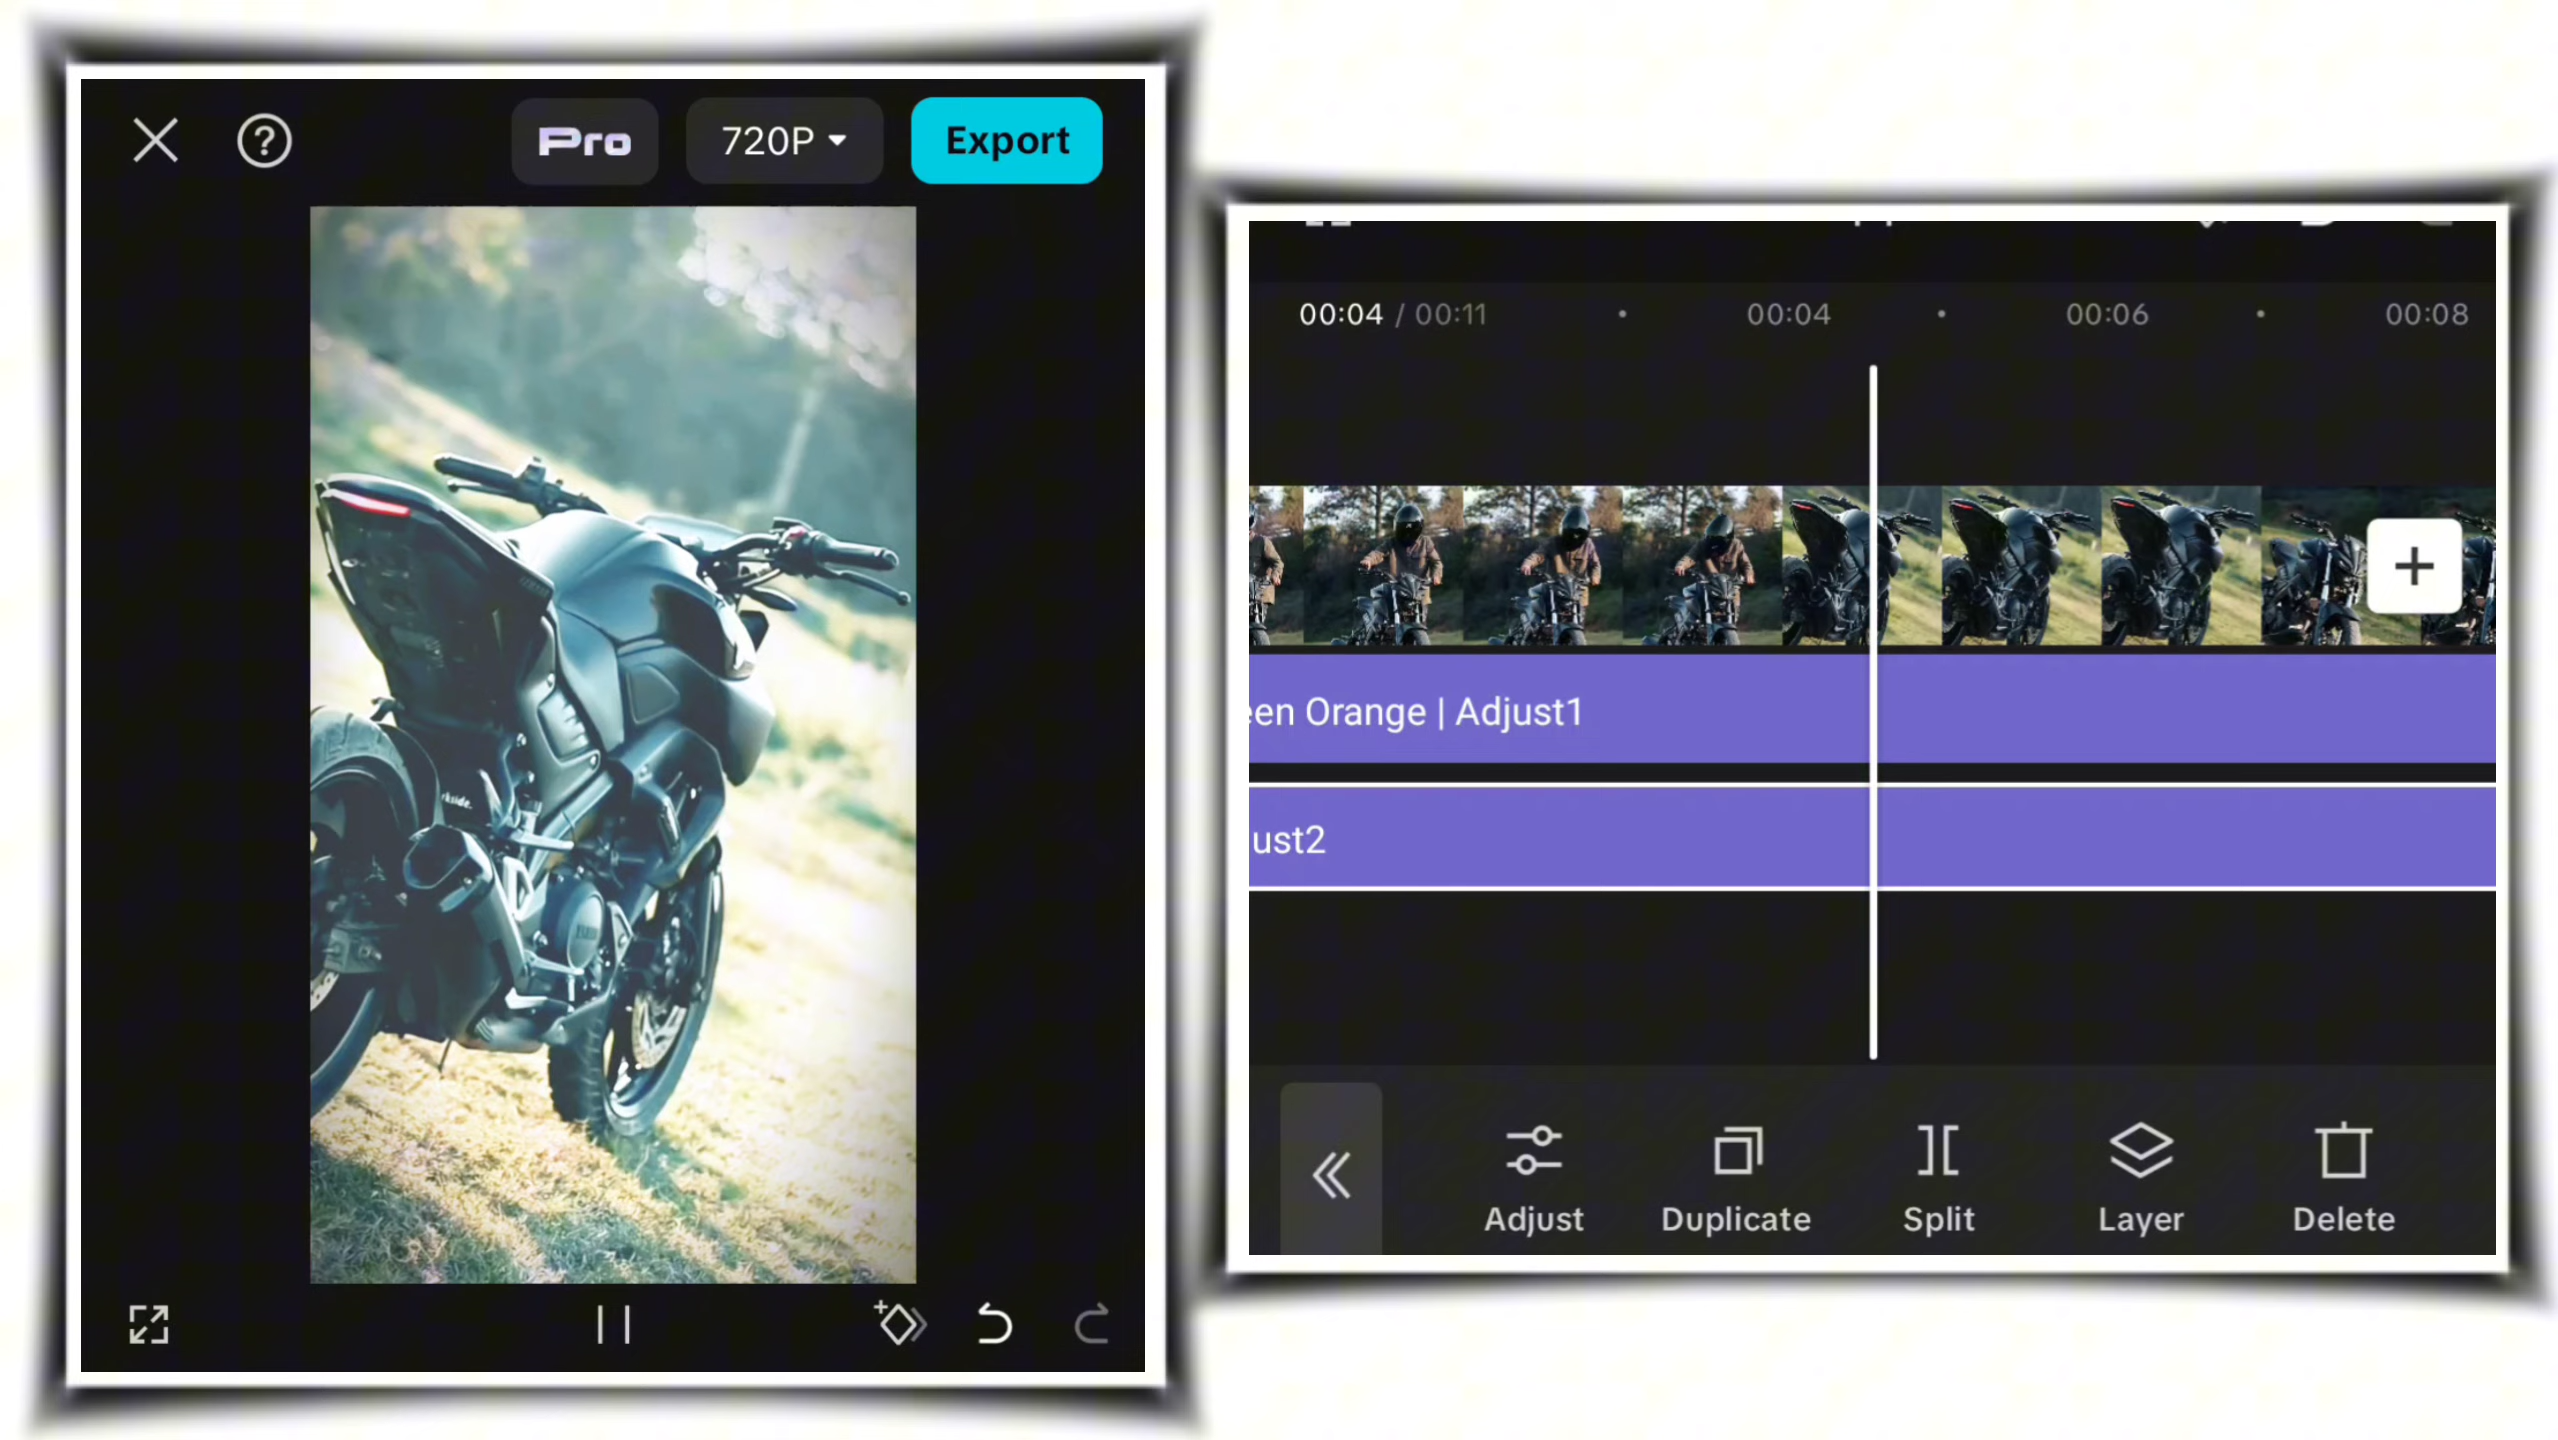 Pro 720P Export
00:04 / 00:11 00:04 00:06 00:08
een Orange | Adjust1
ust2
Adjust Duplicate Split Layer Delete